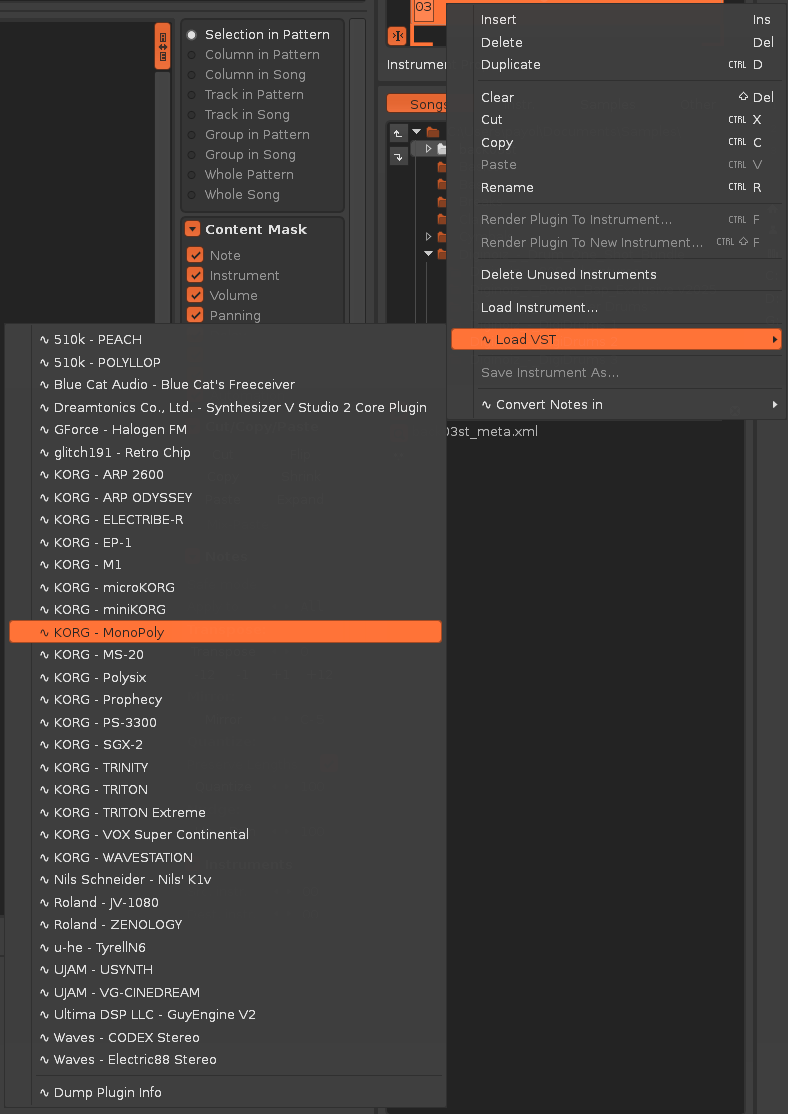 Selection in Pattern
Column in Pattern
Column in Song
Track in Pattern
Track in Song
Group in Pattern
Group in Song
Whole Pattern
Whole Song
Content Mask
Note
Instrument
Volume
Panning
03
Songs
Insert Ins
Delete Del
Duplicate CTRL D
Clear ⇧ Del
Cut CTRL X
Copy CTRL C
Paste CTRL V
Rename CTRL R
Render Plugin To Instrument... CTRL F
Render Plugin To New Instrument... CTRL ⇧ F
Delete Unused Instruments
Load Instrument...
∿ Load VST
Save Instrument As...
∿ Convert Notes in
03st_meta.xml
∿ 510k - PEACH
∿ 510k - POLYLLOP
∿ Blue Cat Audio - Blue Cat's Freeceiver
∿ Dreamtonics Co., Ltd. - Synthesizer V Studio 2 Core Plugin
∿ GForce - Halogen FM
∿ glitch191 - Retro Chip
∿ KORG - ARP 2600
∿ KORG - ARP ODYSSEY
∿ KORG - ELECTRIBE-R
∿ KORG - EP-1
∿ KORG - M1
∿ KORG - microKORG
∿ KORG - miniKORG
∿ KORG - MonoPoly
∿ KORG - MS-20
∿ KORG - Polysix
∿ KORG - Prophecy
∿ KORG - PS-3300
∿ KORG - SGX-2
∿ KORG - TRINITY
∿ KORG - TRITON
∿ KORG - TRITON Extreme
∿ KORG - VOX Super Continental
∿ KORG - WAVESTATION
∿ Nils Schneider - Nils' K1v
∿ Roland - JV-1080
∿ Roland - ZENOLOGY
∿ u-he - TyrellN6
∿ UJAM - USYNTH
∿ UJAM - VG-CINEDREAM
∿ Ultima DSP LLC - GuyEngine V2
∿ Waves - CODEX Stereo
∿ Waves - Electric88 Stereo
∿ Dump Plugin Info